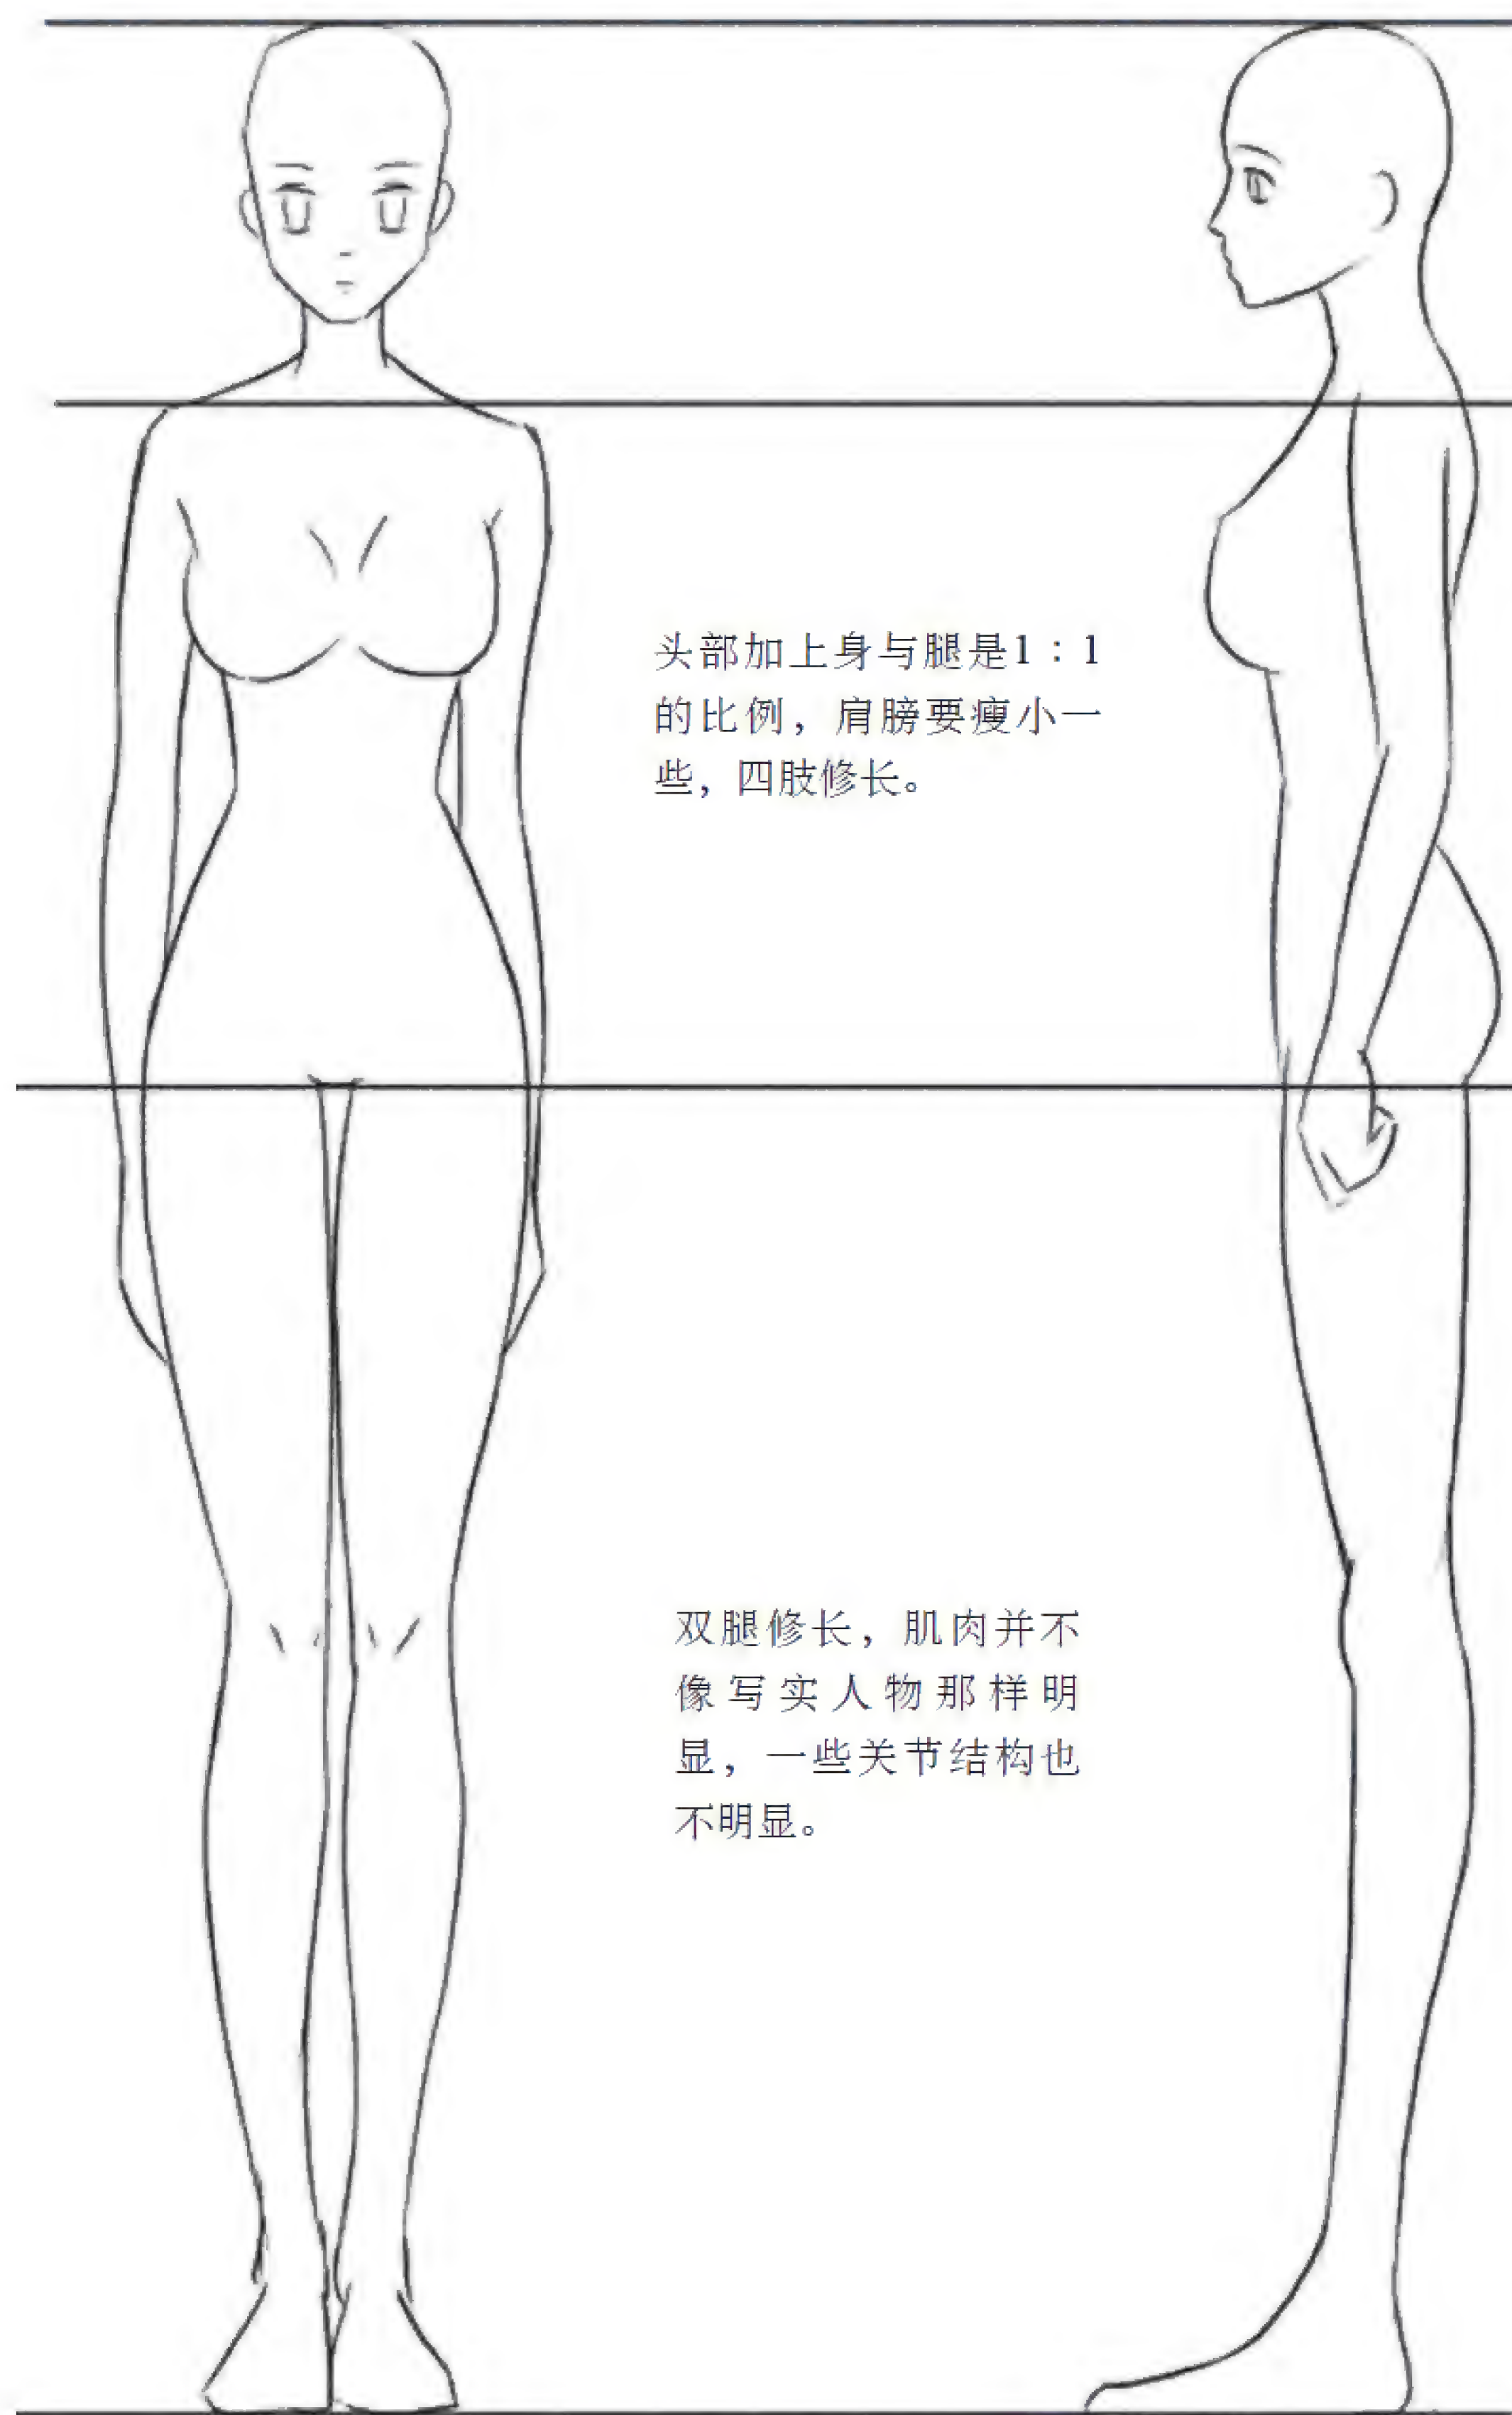 头部加上身与腿是1：1
的比例，肩膀要瘦小一
些，四肢修长。
双腿修长，肌肉并不
像写实人物那样明
显，一些关节结构也
不明显。